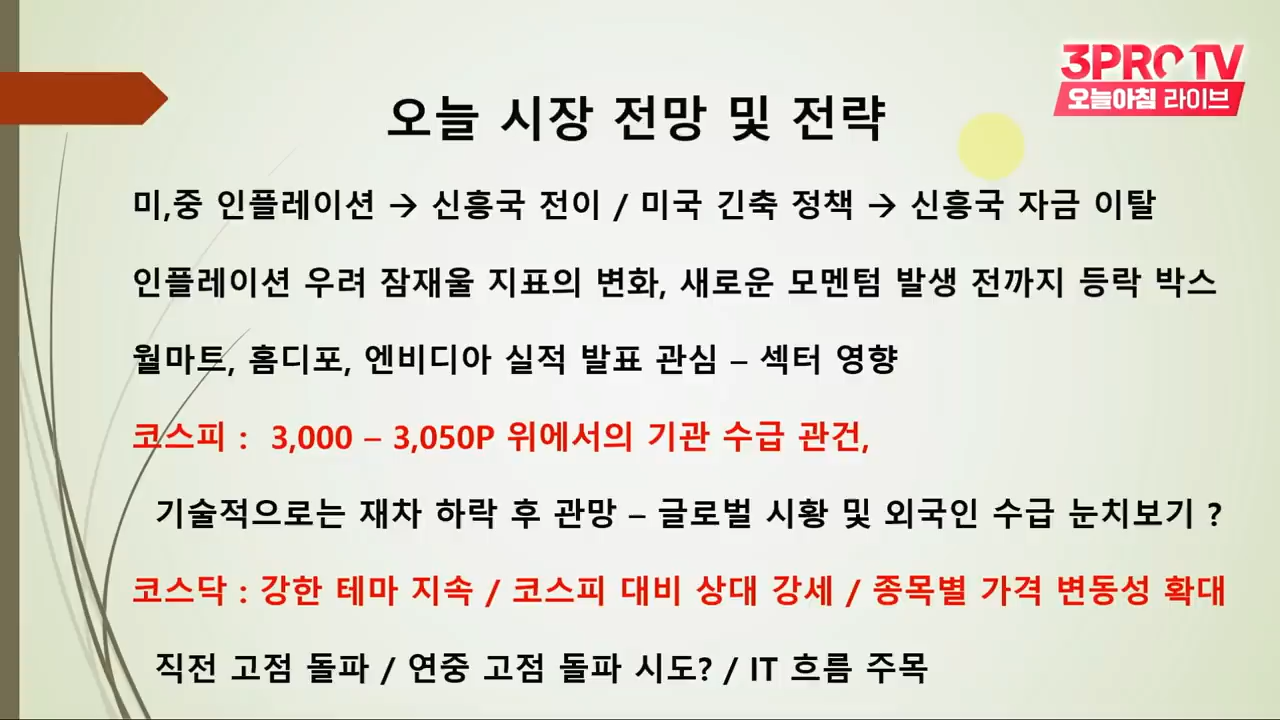 3PRO TV
오늘아침 라이브
오늘 시장 전망 및 전략
미,중 인플레이션 → 신흥국 전이 / 미국 긴축 정책 → 신흥국 자금 이탈
인플레이션 우려 잠재울 지표의 변화, 새로운 모멘텀 발생 전까지 등락 박스
월마트, 홈디포, 엔비디아 실적 발표 관심 – 섹터 영향
코스피 : 3,000 – 3,050P 위에서의 기관 수급 관건,
기술적으로는 재차 하락 후 관망 – 글로벌 시황 및 외국인 수급 눈치보기 ?
코스닥 : 강한 테마 지속 / 코스피 대비 상대 강세 / 종목별 가격 변동성 확대
직전 고점 돌파 / 연중 고점 돌파 시도? / IT 흐름 주목